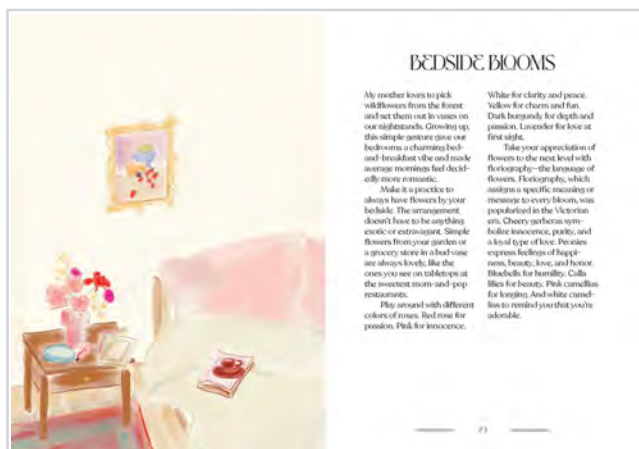 BEDSIDE BLOOMS
My mother loves to pick
wildflowers from the forest
and set them out in vases on
our nightstands. Growing up,
this simple gesture gave our
bedrooms a charming bed-
and-breakfast vibe and made
average mornings feel decid-
edly more romantic.
Make it a practice to
always have flowers by your
bedside. The arrangement
doesn't have to be anything
exotic or extravagant. Simple
flowers from your garden or
a grocery store in a bud vase
are always lovely, like the
ones you see on tabletops at
the sweetest mom-and-pop
restaurants.
Play around with different
colors of roses. Red rose for
passion. Pink for innocence.
White for clarity and peace.
Yellow for charm and fun.
Dark burgundy for depth and
passion. Lavender for love at
first sight.
Take your appreciation of
flowers to the next level with
floriography—the language of
flowers. Floriography, which
assigns a specific meaning or
message to every bloom, was
popularized in the Victorian
era. Cheery gerberas sym-
bolize innocence, purity, and
a loyal type of love. Peonies
express feelings of happi-
ness, beauty, love, and honor.
Bluebells for humility. Calla
lilies for beauty. Pink camellias
for longing. And white camel-
lias to remind you that you're
adorable.
23